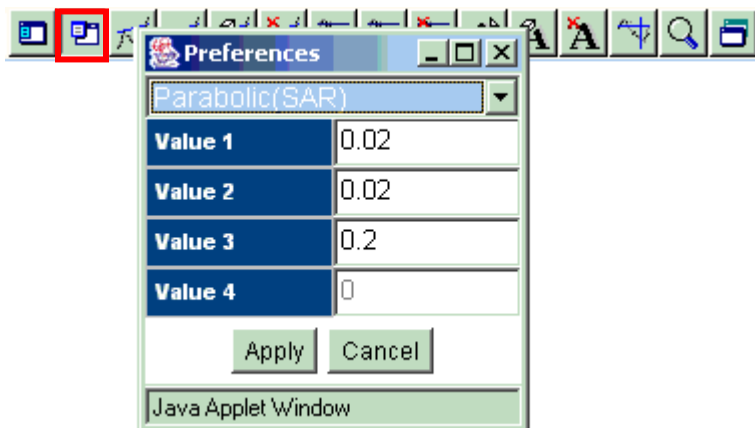 Preferences
Parabolic(SAR)
Value 1 0.02
Value 2 0.02
Value 3 0.2
Value 4 0
Apply Cancel
Java Applet Window